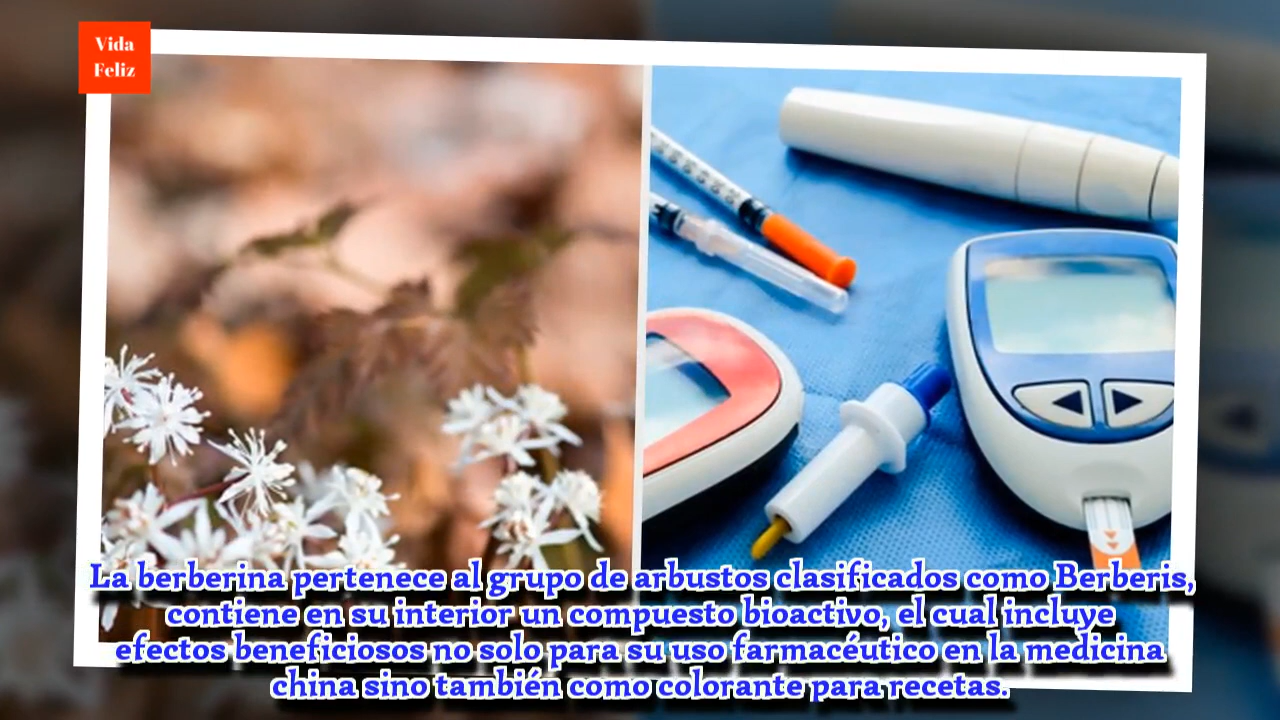 Vida
Feliz
La berberina pertenece al grupo de arbustos clasificados como Berberis,
contiene en su interior un compuesto bioactivo, el cual incluye
efectos beneficiosos no solo para su uso farmacéutico en la medicina
china sino también como colorante para recetas.